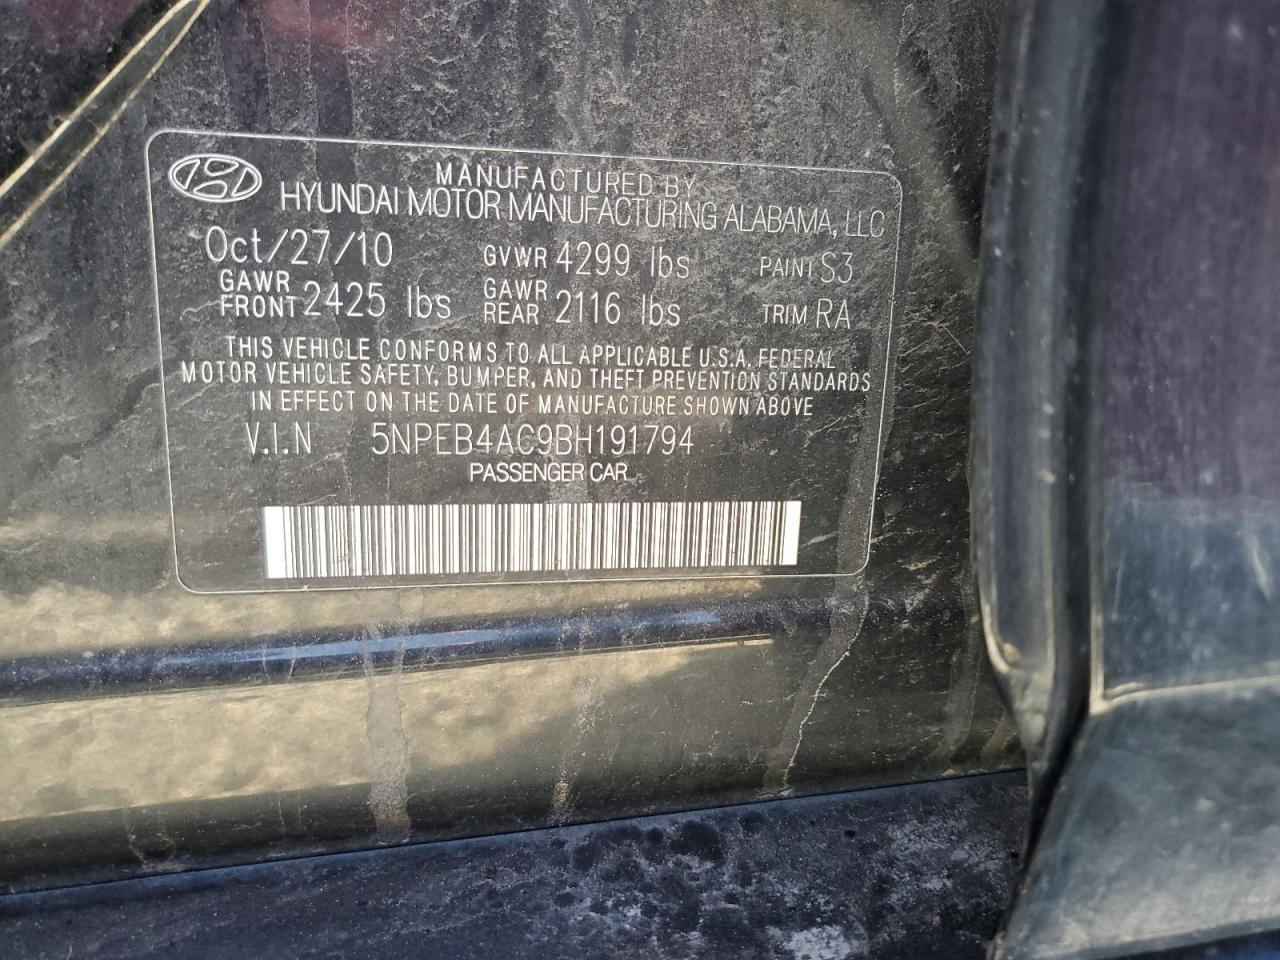 MANUFACTURED BY
HYUNDAI MOTOR MANUFACTURING ALABAMA, LLC
Oct/27/10 GVWR 4299 lbs PAINT S3
GAWR FRONT 2425 lbs GAWR REAR 2116 lbs TRIM RA
THIS VEHICLE CONFORMS TO ALL APPLICABLE U.S.A. FEDERAL
MOTOR VEHICLE SAFETY, BUMPER, AND THEFT PREVENTION STANDARDS
IN EFFECT ON THE DATE OF MANUFACTURE SHOWN ABOVE
V.I.N 5NPEB4AC9BH191794
PASSENGER CAR